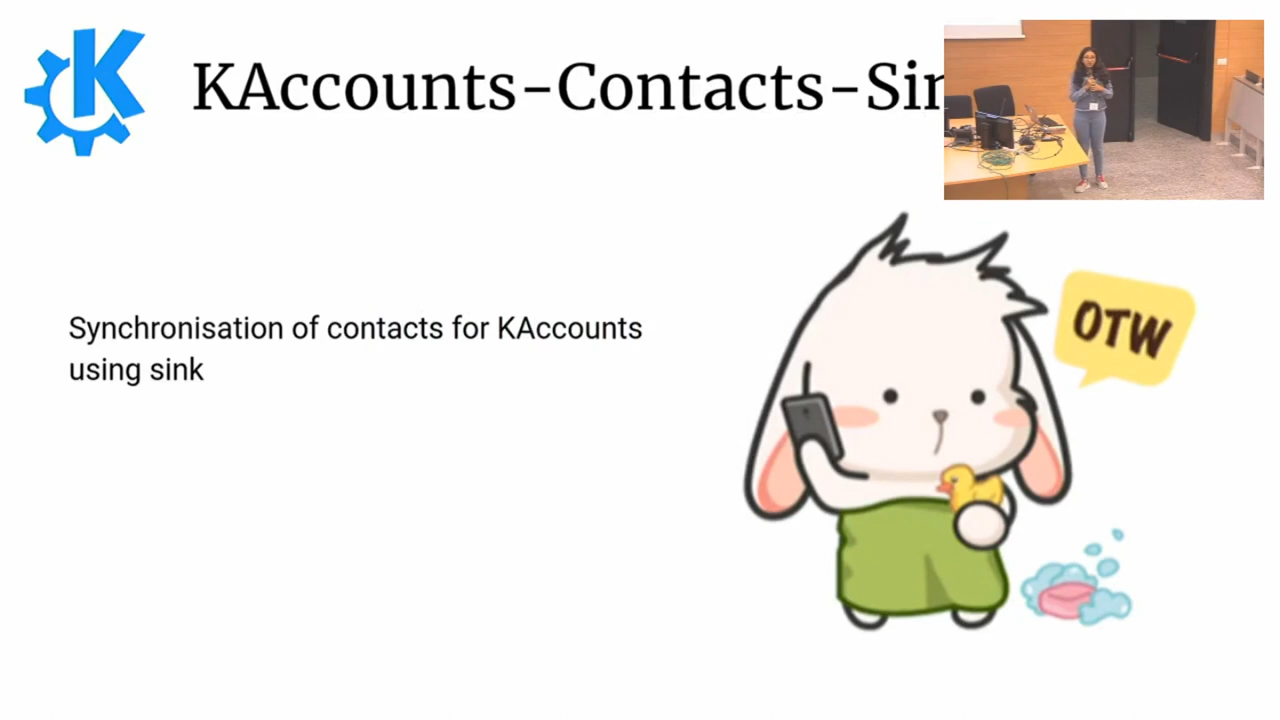 KAccounts-Contacts-Sin
Synchronisation of contacts for KAccounts
using sink
OTW